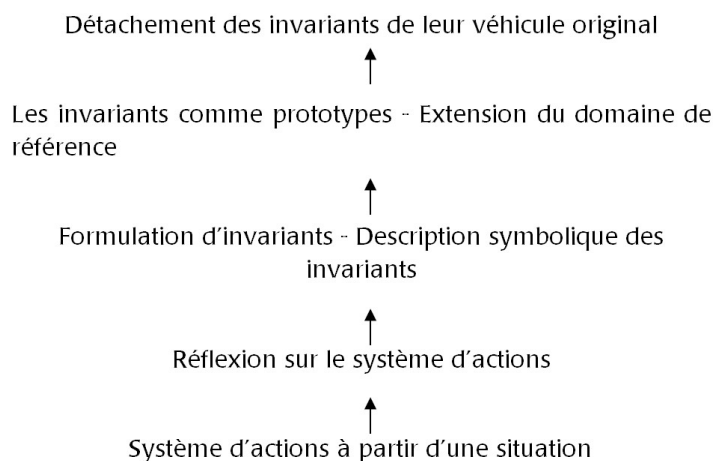 Détachement des invariants de leur véhicule original
Les invariants comme prototypes - Extension du domaine de
référence
Formulation d'invariants - Description symbolique des
invariants
Réflexion sur le système d'actions
Système d'actions à partir d'une situation